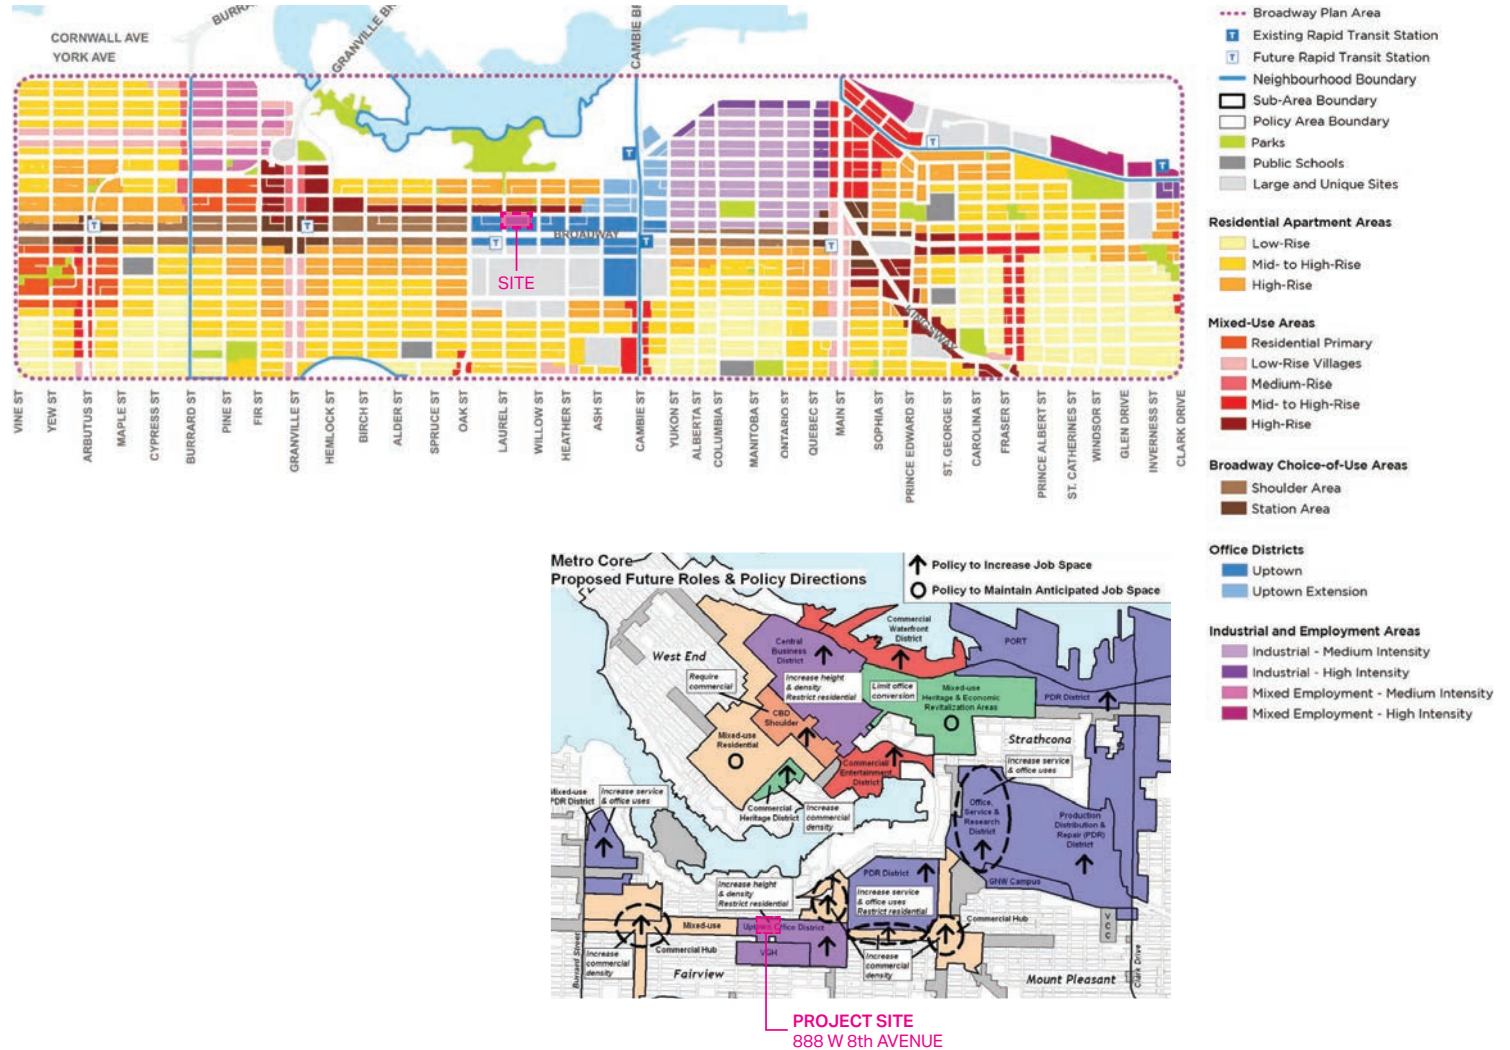 CORNWALL AVE
YORK AVE
BURRA
GRANVILLE BR
CAMBIE B
T
T
T
T
T
T
T
T
BROADWAY
KINGSWAY
SITE
VINE ST
YEW ST
ARBUTUS ST
MAPLE ST
CYPRESS ST
BURRARD ST
PINE ST
FIR ST
GRANVILLE ST
HEMLOCK ST
BIRCH ST
ALDER ST
SPRUCE ST
OAK ST
LAUREL ST
WILLOW ST
HEATHER ST
ASH ST
CAMBIE ST
YUKON ST
ALBERTA ST
COLUMBIA ST
MANITOBA ST
ONTARIO ST
QUEBEC ST
MAIN ST
SOPHIA ST
PRINCE EDWARD ST
ST. GEORGE ST
CAROLINA ST
FRASER ST
PRINCE ALBERT ST
ST. CATHERINES ST
WINDSOR ST
GLEN DRIVE
INVERNESS ST
CLARK DRIVE
Broadway Plan Area
T Existing Rapid Transit Station
T Future Rapid Transit Station
Neighbourhood Boundary
Sub-Area Boundary
Policy Area Boundary
Parks
Public Schools
Large and Unique Sites
Residential Apartment Areas
Low-Rise
Mid- to High-Rise
High-Rise
Mixed-Use Areas
Residential Primary
Low-Rise Villages
Medium-Rise
Mid- to High-Rise
High-Rise
Broadway Choice-of-Use Areas
Shoulder Area
Station Area
Office Districts
Uptown
Uptown Extension
Industrial and Employment Areas
Industrial - Medium Intensity
Industrial - High Intensity
Mixed Employment - Medium Intensity
Mixed Employment - High Intensity
Metro Core
Proposed Future Roles & Policy Directions
Policy to Increase Job Space
Policy to Maintain Anticipated Job Space
West End
Require
commercial
Central
Business
District
Increase height
& density
Restrict residential
Commercial
Waterfront
District
Limit office
conversion
PORT
PDR District
Mixed-use
Heritage & Economic
Revitalization Areas
CBD
Shoulder
Mixed-use
Residential
Strathcona
Commercial
Entertainment
District
Increase service
& office uses
Mixed-use
PDR District
Increase service
& office uses
Commercial
Heritage District
Increase
commercial
density
Office,
Service &
Research
District
Production
Distribution &
Repair (PDR)
District
GNW Campus
PDR District
Increase height
& density
Restrict residential
Increase service
& office uses
Restrict residential
Mixed-use
Uptown Office District
Commercial Hub
Commercial Hub
VCC
VGH
Increase
commercial
density
Increase
commercial
density
Fairview
Mount Pleasant
Burrard Street
Clark Drive
PROJECT SITE
888 W 8th AVENUE